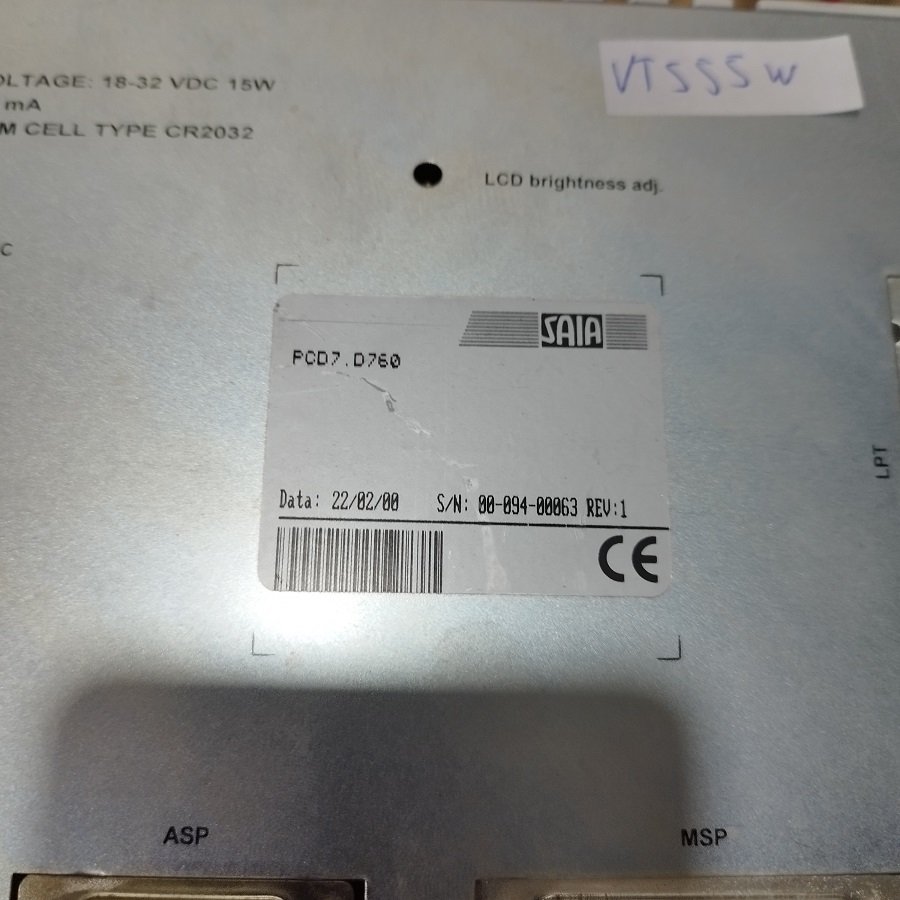 VT555W
OLTAGE: 18-32 VDC 15W
mA
M CELL TYPE CR2032
LCD brightness adj.
C
SAIA
PCD7.D760
LPT
Data: 22/02/00 S/N: 00-094-00063 REV:1
CE
ASP
MSP